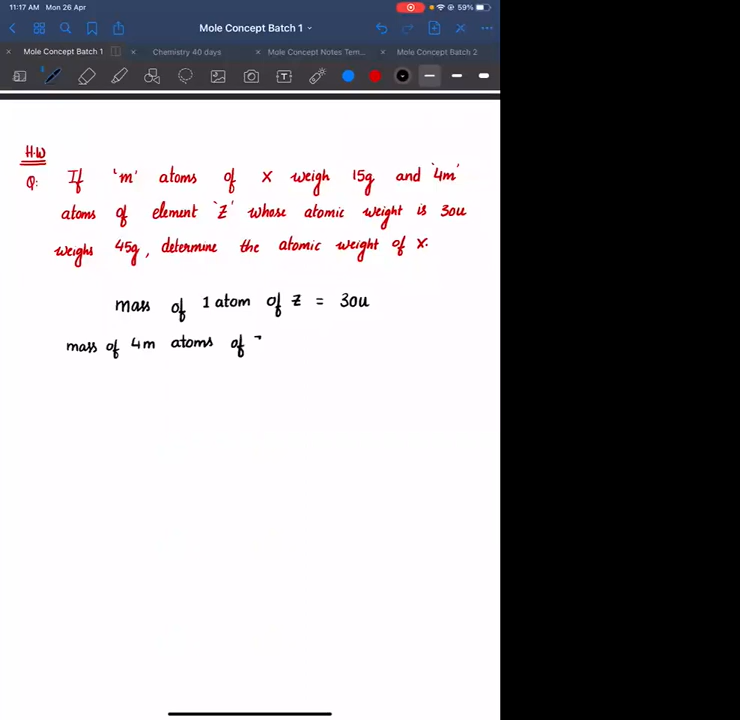 11:17 AM Mon 26 Apr
59%
Mole Concept Batch 1
Mole Concept Batch 1
Chemistry 40 days
Mole Concept Notes Tem...
Mole Concept Batch 2
H.W
Q: If 'm' atoms of X weigh 15g and '4m'
atoms of element 'Z' whose atomic weight is 30u
weighs 45g, determine the atomic weight of X.
mass of 1 atom of Z = 30u
mass of 4m atoms of